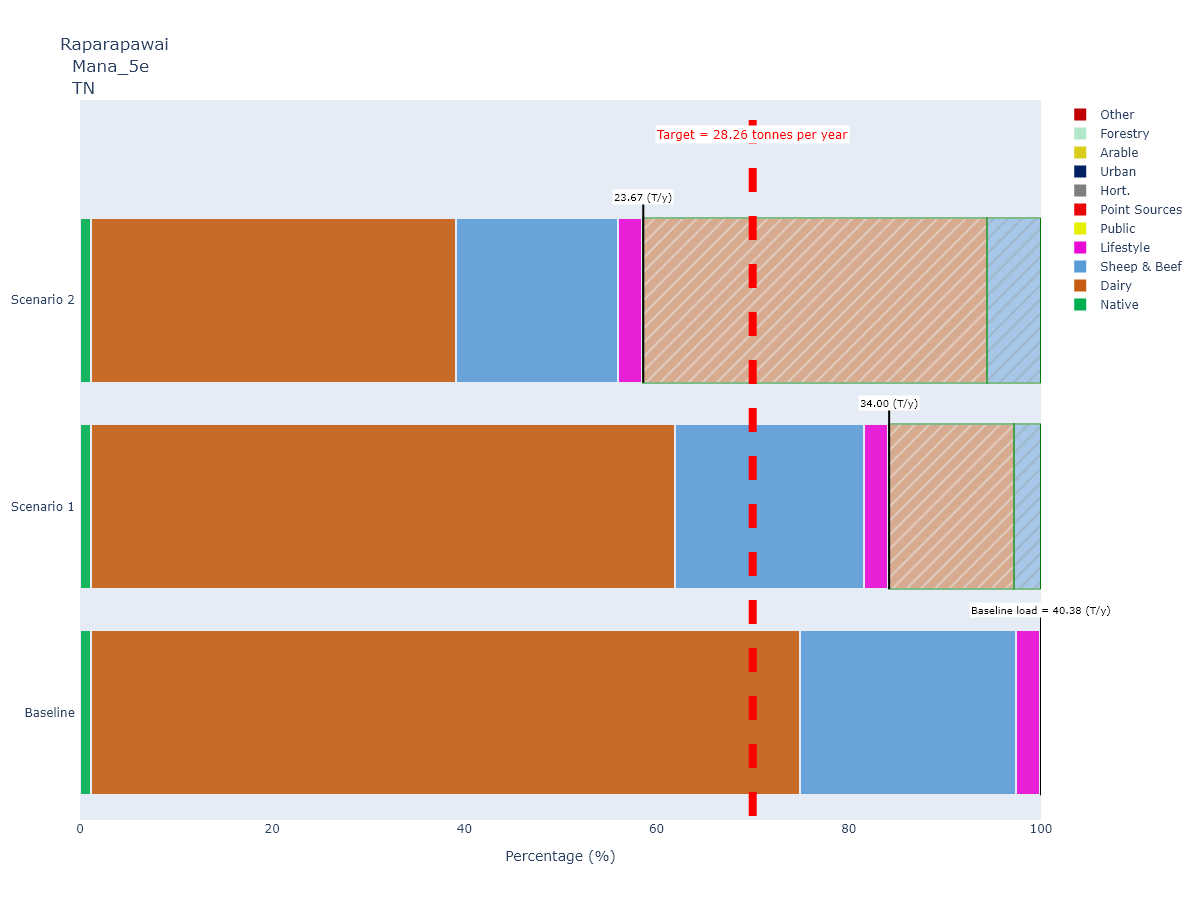 Raparapawai
Mana_5e
TN
Target = 28.26 tonnes per year
23.67 (T/y)
Scenario 2
34.00 (T/y)
Scenario 1
Baseline load = 40.38 (T/y)
Baseline
0 20 40 60 80 100
Percentage (%)
Other
Forestry
Arable
Urban
Hort.
Point Sources
Public
Lifestyle
Sheep & Beef
Dairy
Native